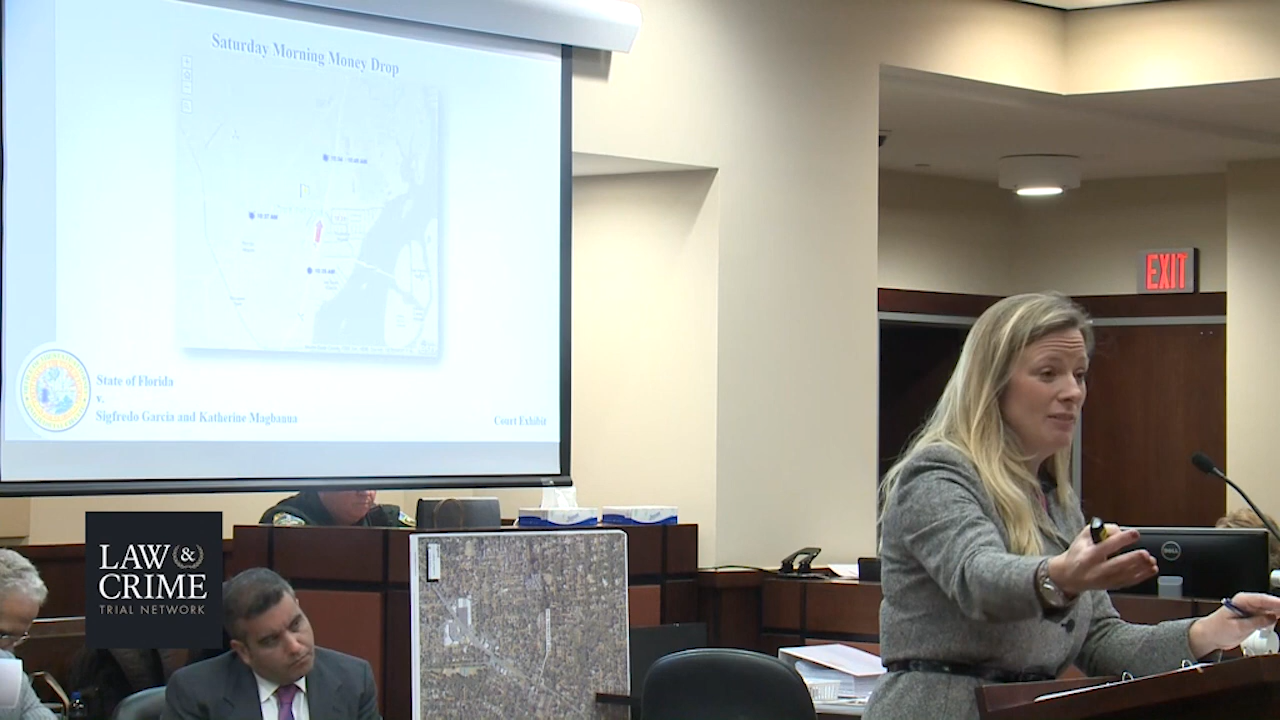 Saturday Morning Money Drop
State of Florida
v.
Sigfredo Garcia and Katherine Magbanua
Court Exhibit
EXIT
LAW &
CRIME
TRIAL NETWORK
DELL